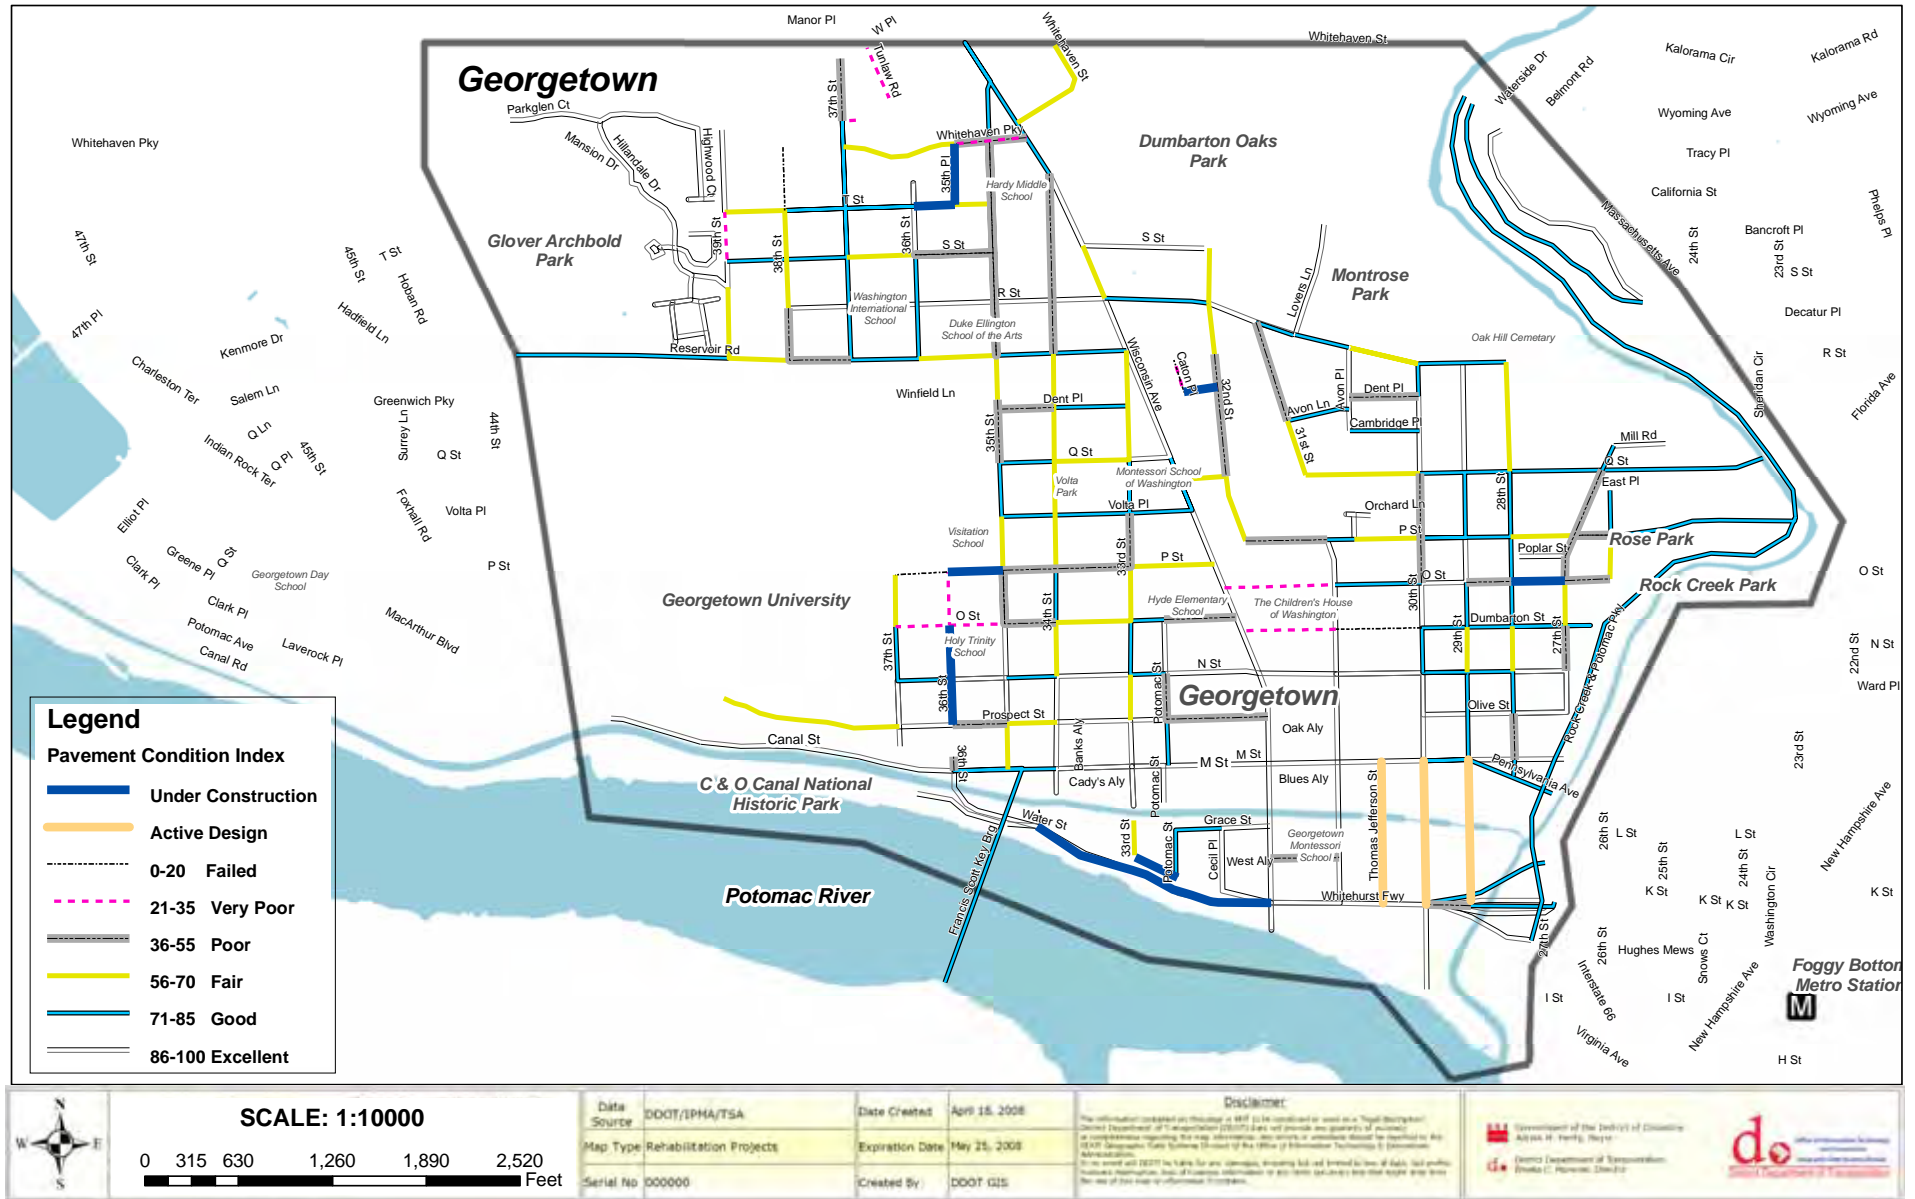 Georgetown
Manor Pl
W Pl
Tunlaw Rd
Whitehaven St
Whitehaven St
Waterside Dr
Belmont Rd
Kalorama Cir
Kalorama Rd
Wyoming Ave
Wyoming Ave
Tracy Pl
California St
Phelps Pl
Massachusetts Ave
24th St
Bancroft Pl
23rd St
S St
Decatur Pl
R St
Sheridan Cir
Florida Ave
Whitehaven Pky
Parkglen Ct
Mansion Dr
Hillandale Dr
Highwood Ct
37th St
Whitehaven Pky
35th Pl
Hardy Middle
School
Dumbarton Oaks
Park
T St
36th St
39th St
38th St
S St
S St
Glover Archbold
Park
47th St
45th St
T St
Hoban Rd
Hadfield Ln
47th Pl
Kenmore Dr
Charleston Ter
Salem Ln
Q Ln
Indian Rock Ter
Q Pl
45th St
Greenwich Pky
Surrey Ln
Q St
44th St
Elliot Pl
Foxhall Rd
Volta Pl
Greene Pl
Q St
Clark Pl
Georgetown Day
School
P St
Clark Pl
Potomac Ave
Canal Rd
Laverock Pl
MacArthur Blvd
Washington
International
School
R St
Duke Ellington
School of the Arts
Reservoir Rd
Winfield Ln
Wisconsin Ave
Lovers Ln
Montrose
Park
Oak Hill Cemetery
Caton Pl
32nd St
Avon Pl
Dent Pl
Avon Ln
Cambridge Pl
31st St
Dent Pl
35th St
Q St
Volta
Park
Montessori School
of Washington
Volta Pl
Visitation
School
33rd St
P St
Mill Rd
Q St
East Pl
28th St
Orchard Ln
P St
Poplar St
Rose Park
Rock Creek Park
O St
Georgetown University
O St
Holy Trinity
School
34th St
Hyde Elementary
School
The Children's House
of Washington
30th St
O St
Dumbarton St
29th St
27th St
37th St
36th St
N St
Potomac St
Georgetown
Olive St
Rock Creek & Potomac Pky
22nd St
N St
Ward Pl
23rd St
Prospect St
Canal St
36th St
Banks Aly
Cady's Aly
Oak Aly
M St
M St
Blues Aly
Potomac St
Pennsylvania Ave
Thomas Jefferson St
C & O Canal National
Historic Park
Water St
33rd St
Potomac St
Grace St
Cecil Pl
West Aly
Georgetown
Montessori
School
Whitehurst Fwy
Francis Scott Key Brg
Potomac River
27th St
26th St
L St
25th St
L St
24th St
K St
K St
K St
K St
Washington Cir
New Hampshire Ave
26th St
Hughes Mews
Snows Ct
Interstate 66
I St
I St
New Hampshire Ave
Virginia Ave
H St
Foggy Bottom
Metro Station
M
Legend
Pavement Condition Index
Under Construction
Active Design
0-20 Failed
21-35 Very Poor
36-55 Poor
56-70 Fair
71-85 Good
86-100 Excellent
N
W E
S
SCALE: 1:10000
0 315 630 1,260 1,890 2,520
Feet
Data Source DDOT/IPMA/TSA
Map Type Rehabilitation Projects
Serial No 000000
Date Created April 16, 2008
Expiration Date May 25, 2008
Created By DDOT GIS
Disclaimer
Government of the District of Columbia
District Department of Transportation
d.
District Department of Transportation